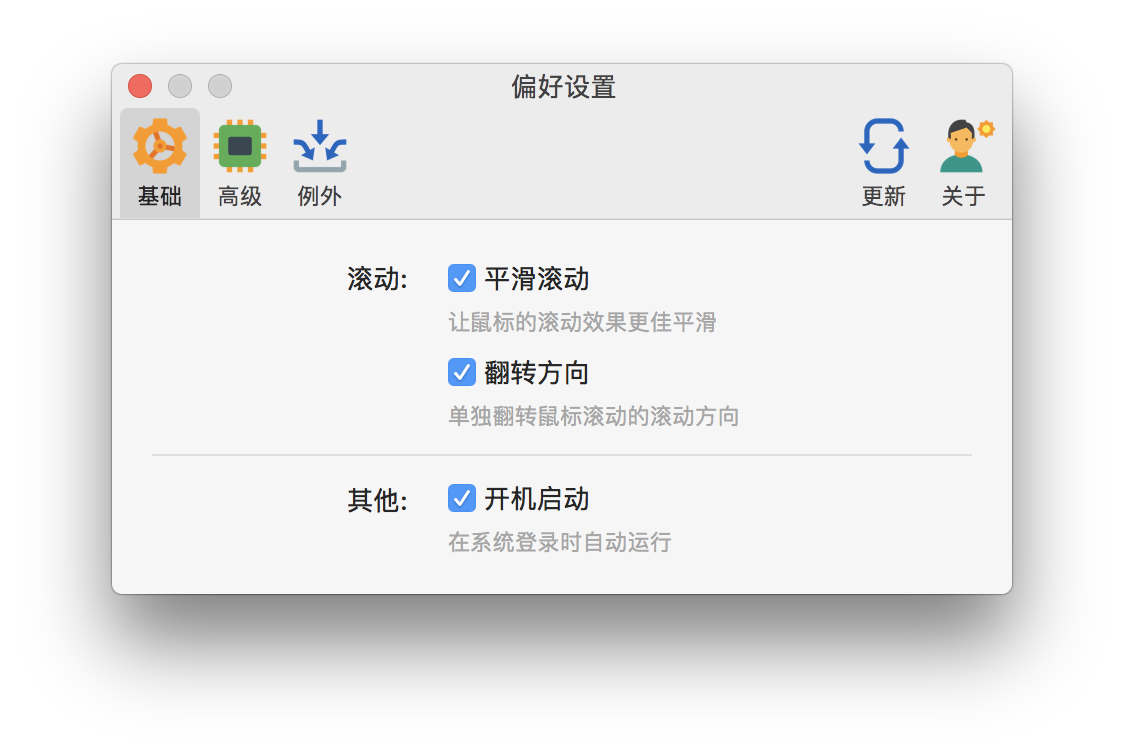 偏好设置
基础 高级 例外 更新 关于
滚动: 平滑滚动
让鼠标的滚动效果更佳平滑
翻转方向
单独翻转鼠标滚动的滚动方向
其他: 开机启动
在系统登录时自动运行